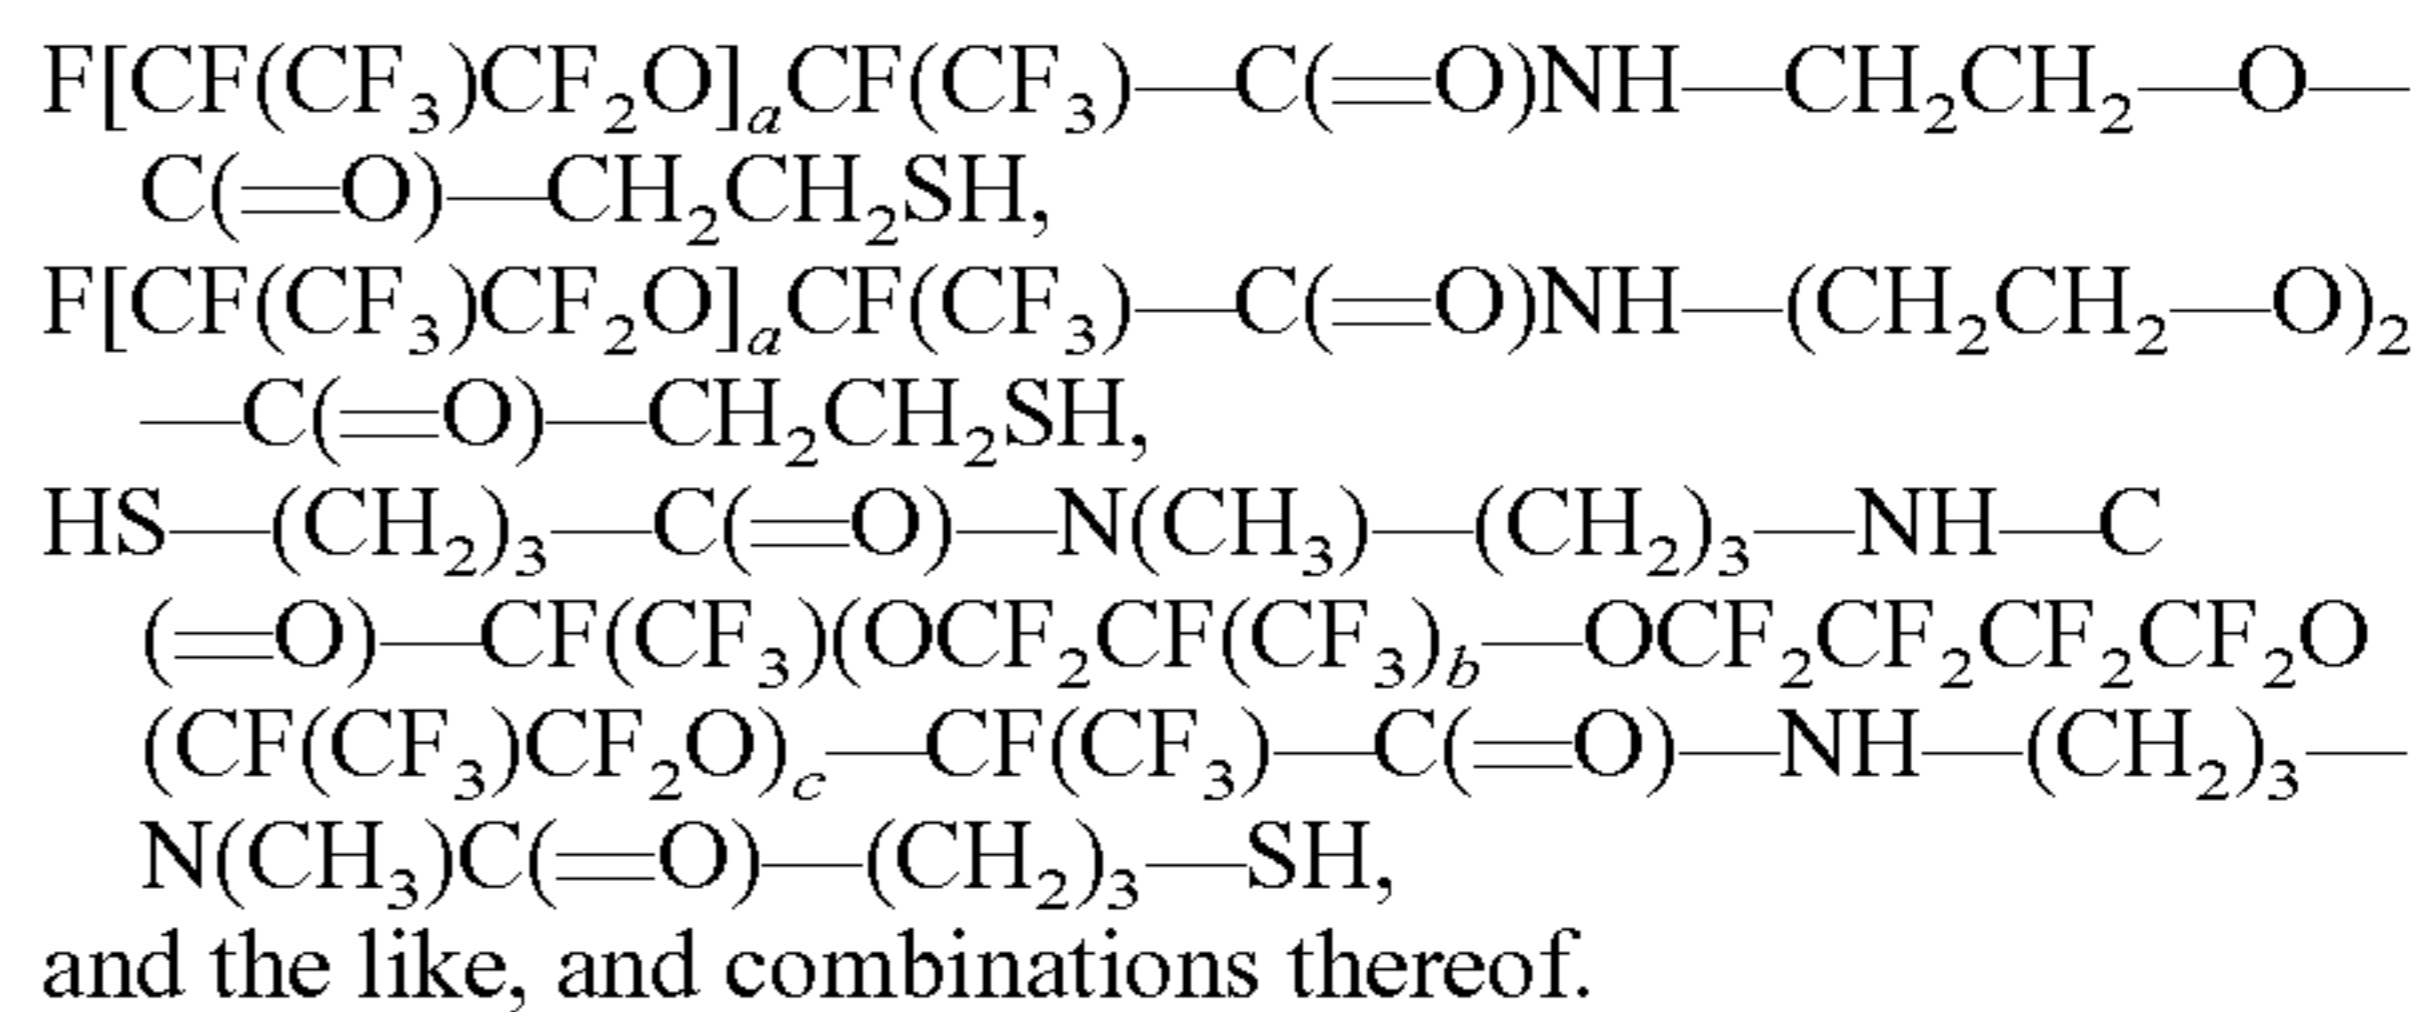 F[CF(CF₃)CF₂O]ₐCF(CF₃)—C(=O)NH—CH₂CH₂—O—
C(=O)—CH₂CH₂SH,
F[CF(CF₃)CF₂O]ₐCF(CF₃)—C(=O)NH—(CH₂CH₂—O)₂
—C(=O)—CH₂CH₂SH,
HS—(CH₂)₃—C(=O)—N(CH₃)—(CH₂)₃—NH—C
(=O)—CF(CF₃)(OCF₂CF(CF₃)_b—OCF₂CF₂CF₂CF₂O
(CF(CF₃)CF₂O)_c—CF(CF₃)—C(=O)—NH—(CH₂)₃—
N(CH₃)C(=O)—(CH₂)₃—SH,
and the like, and combinations thereof.